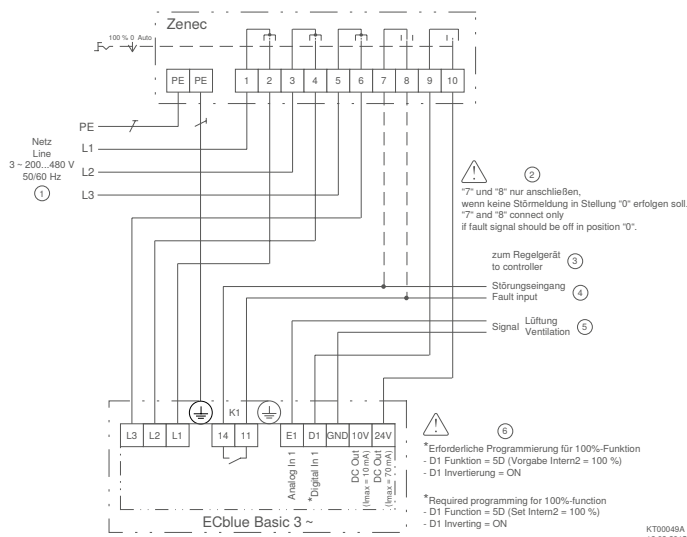 Zenec
100 % 0 Auto
PE PE 1 2 3 4 5 6 7 8 9 10
PE
Netz
Line
3 ~ 200...480 V
50/60 Hz
1
L1
L2
L3
2
"7" und "8" nur anschließen,
wenn keine Störmeldung in Stellung "0" erfolgen soll.
"7" and "8" connect only
if fault signal should be off in position "0".
zum Regelgerät
to controller
3
Störungseingang
Fault input
4
Signal
Lüftung
Ventilation
5
K1
L3 L2 L1 14 11 E1 D1 GND 10V 24V
Analog In 1
*Digital In 1
DC Out
(Imax = 10 mA)
DC Out
(Imax = 70 mA)
ECblue Basic 3 ~
6
*Erforderliche Programmierung für 100%-Funktion
- D1 Funktion = 5D (Vorgabe Intern2 = 100 %)
- D1 Invertierung = ON
*Required programming for 100%-function
- D1 Function = 5D (Set Intern2 = 100 %)
- D1 Inverting = ON
KT00049A